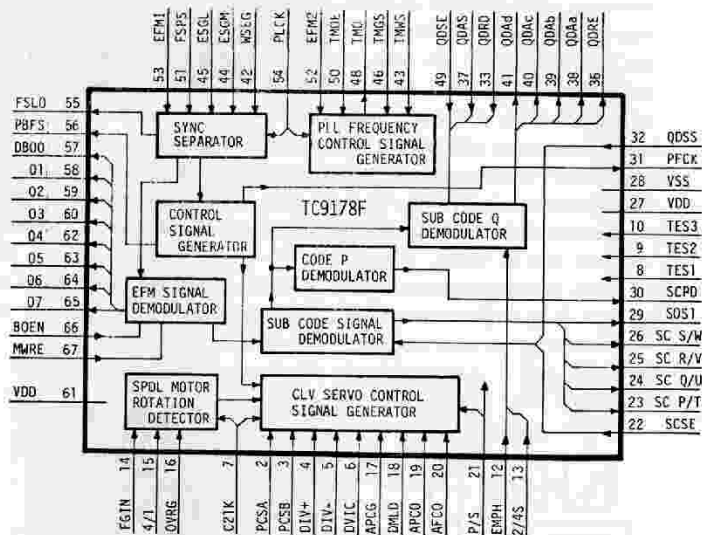 EFM1
FSPS
ESGL
ESGM
WSEG
PLCK
EFM2
TMOE
TMO
TMGS
TMWS
QDSE
QDAS
QDRD
QDAd
QDAc
QDAb
QDAa
QDRE
53
51
45
44
42
54
52
50
48
46
43
49
37
33
41
40
39
38
36
FSLO 55
PBFS 56
DBOO 57
01 58
02 59
03 60
04 62
05 63
06 64
07 65
BOEN 66
MWRE 67
VDD 61
SYNC
SEPARATOR
PLL FREQUENCY
CONTROL SIGNAL
GENERATOR
TC9178F
CONTROL
SIGNAL
GENERATOR
SUB CODE Q
DEMODULATOR
CODE P
DEMODULATOR
EFM SIGNAL
DEMODULATOR
SUB CODE SIGNAL
DEMODULATOR
SPDL MOTOR
ROTATION
DETECTOR
CLV SERVO CONTROL
SIGNAL GENERATOR
32 QDSS
31 PFCK
28 VSS
27 VDD
10 TES3
9 TES2
8 TES1
30 SCPD
29 SOS1
26 SC S/W
25 SC R/V
24 SC Q/U
23 SC P/T
22 SCSE
14
15
16
7
2
3
4
5
6
17
18
19
20
21
12
13
FGIN
4/1
OVRG
C21K
PCSA
PCSB
DIV+
DIV-
DVIC
APCG
DMLD
APCO
AFCO
P/S
EMPH
2/4S